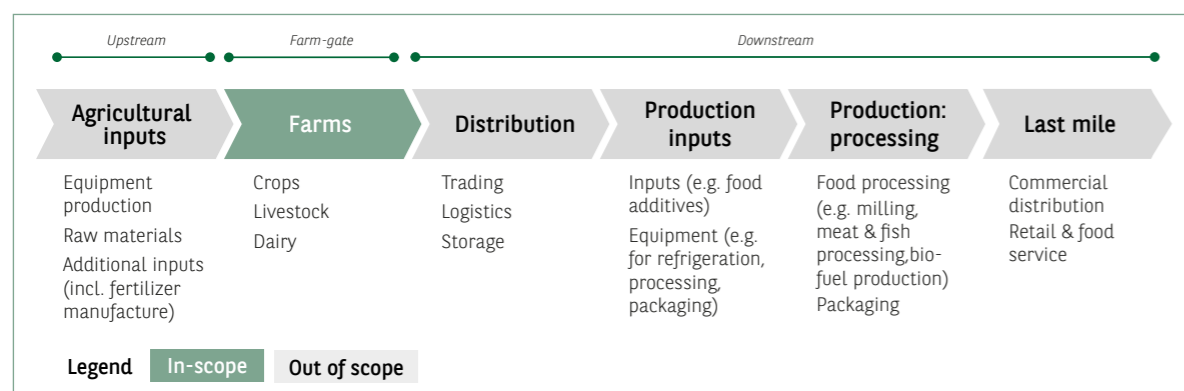 Upstream
Farm-gate
Downstream
Agricultural
inputs
Farms
Distribution
Production
inputs
Production:
processing
Last mile
Equipment
production
Raw materials
Additional inputs
(incl. fertilizer
manufacture)
Crops
Livestock
Dairy
Trading
Logistics
Storage
Inputs (e.g. food
additives)
Equipment (e.g.
for refrigeration,
processing,
packaging)
Food processing
(e.g. milling,
meat & fish
processing,bio-
fuel production)
Packaging
Commercial
distribution
Retail & food
service
Legend
In-scope
Out of scope